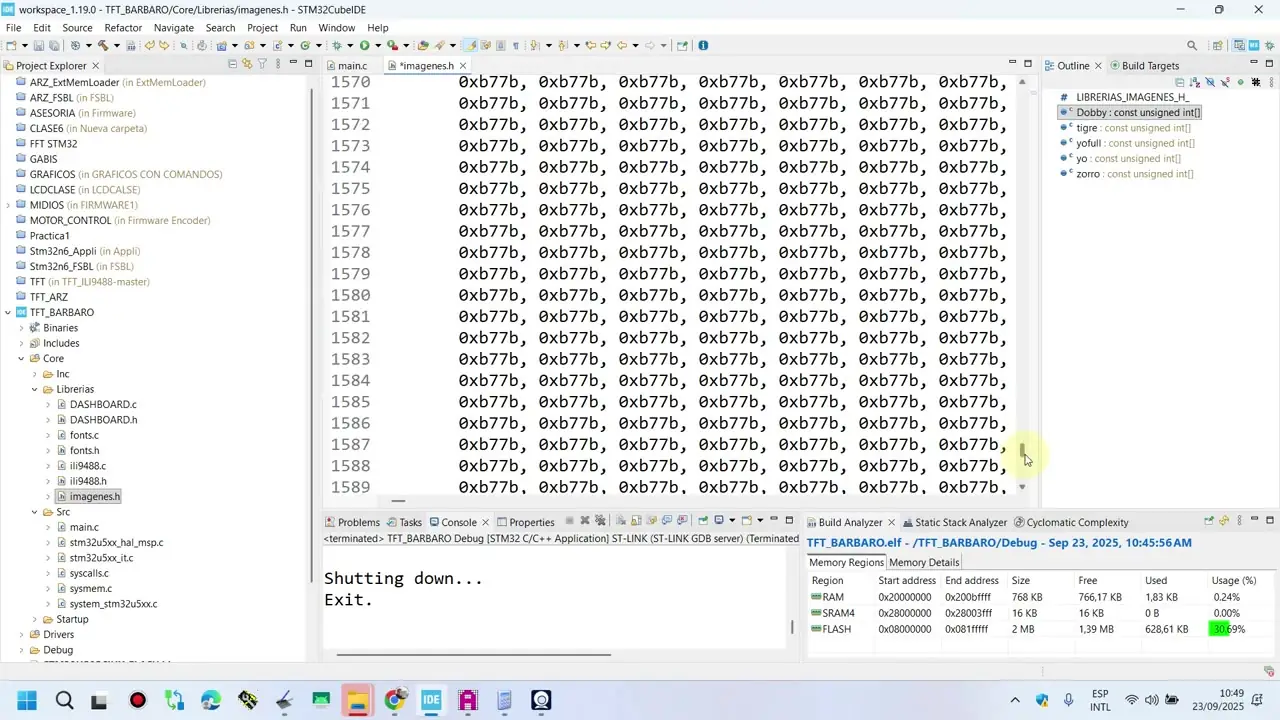 workspace_1.19.0 - TFT_BARBARO/Core/Librerias/imagenes.h - STM32CubeIDE
File Edit Source Refactor Navigate Search Project Run Window Help
Project Explorer
ARZ_ExtMemLoader (in ExtMemLoader)
ARZ_FSBL (in FSBL)
ASESORIA (in Firmware)
CLASE6 (in Nueva carpeta)
FFT STM32
GABIS
GRAFICOS (in GRAFICOS CON COMANDOS)
LCDCLASE (in LCDCALSE)
MIDIOS (in FIRMWARE1)
MOTOR_CONTROL (in Firmware Encoder)
Practica1
Stm32n6_Appli (in Appli)
Stm32n6_FSBL (in FSBL)
TFT (in TFT_ILI9488-master)
TFT_ARZ
TFT_BARBARO
Binaries
Includes
Core
Inc
Librerias
DASHBOARD.c
DASHBOARD.h
fonts.c
fonts.h
ili9488.c
ili9488.h
imagenes.h
Src
main.c
stm32u5xx_hal_msp.c
stm32u5xx_it.c
syscalls.c
sysmem.c
system_stm32u5xx.c
Startup
Drivers
Debug
main.c *imagenes.h
1570 0xb77b, 0xb77b, 0xb77b, 0xb77b, 0xb77b, 0xb77b, 0xb77b,
1571 0xb77b, 0xb77b, 0xb77b, 0xb77b, 0xb77b, 0xb77b, 0xb77b,
1572 0xb77b, 0xb77b, 0xb77b, 0xb77b, 0xb77b, 0xb77b, 0xb77b,
1573 0xb77b, 0xb77b, 0xb77b, 0xb77b, 0xb77b, 0xb77b, 0xb77b,
1574 0xb77b, 0xb77b, 0xb77b, 0xb77b, 0xb77b, 0xb77b, 0xb77b,
1575 0xb77b, 0xb77b, 0xb77b, 0xb77b, 0xb77b, 0xb77b, 0xb77b,
1576 0xb77b, 0xb77b, 0xb77b, 0xb77b, 0xb77b, 0xb77b, 0xb77b,
1577 0xb77b, 0xb77b, 0xb77b, 0xb77b, 0xb77b, 0xb77b, 0xb77b,
1578 0xb77b, 0xb77b, 0xb77b, 0xb77b, 0xb77b, 0xb77b, 0xb77b,
1579 0xb77b, 0xb77b, 0xb77b, 0xb77b, 0xb77b, 0xb77b, 0xb77b,
1580 0xb77b, 0xb77b, 0xb77b, 0xb77b, 0xb77b, 0xb77b, 0xb77b,
1581 0xb77b, 0xb77b, 0xb77b, 0xb77b, 0xb77b, 0xb77b, 0xb77b,
1582 0xb77b, 0xb77b, 0xb77b, 0xb77b, 0xb77b, 0xb77b, 0xb77b,
1583 0xb77b, 0xb77b, 0xb77b, 0xb77b, 0xb77b, 0xb77b, 0xb77b,
1584 0xb77b, 0xb77b, 0xb77b, 0xb77b, 0xb77b, 0xb77b, 0xb77b,
1585 0xb77b, 0xb77b, 0xb77b, 0xb77b, 0xb77b, 0xb77b, 0xb77b,
1586 0xb77b, 0xb77b, 0xb77b, 0xb77b, 0xb77b, 0xb77b, 0xb77b,
1587 0xb77b, 0xb77b, 0xb77b, 0xb77b, 0xb77b, 0xb77b, 0xb77b,
1588 0xb77b, 0xb77b, 0xb77b, 0xb77b, 0xb77b, 0xb77b, 0xb77b,
1589 0xb77b, 0xb77b, 0xb77b, 0xb77b, 0xb77b, 0xb77b, 0xb77b,
Outline Build Targets
LIBRERIAS_IMAGENES_H_
Dobby : const unsigned int[]
tigre : const unsigned int[]
yofull : const unsigned int[]
yo : const unsigned int[]
zorro : const unsigned int[]
Problems Tasks Console Properties
<terminated> TFT_BARBARO Debug [STM32 C/C++ Application] ST-LINK (ST-LINK GDB server) (Terminated
Shutting down...
Exit.
Build Analyzer Static Stack Analyzer Cyclomatic Complexity
TFT_BARBARO.elf - /TFT_BARBARO/Debug - Sep 23, 2025, 10:45:56 AM
Memory Regions Memory Details
Region Start address End address Size Free Used Usage (%)
RAM 0x20000000 0x200bffff 768 KB 766,17 KB 1,83 KB 0.24%
SRAM4 0x28000000 0x28003fff 16 KB 16 KB 0 B 0.00%
FLASH 0x08000000 0x081fffff 2 MB 1,39 MB 628,61 KB 30.69%
ESP
INTL
10:49
23/09/2025